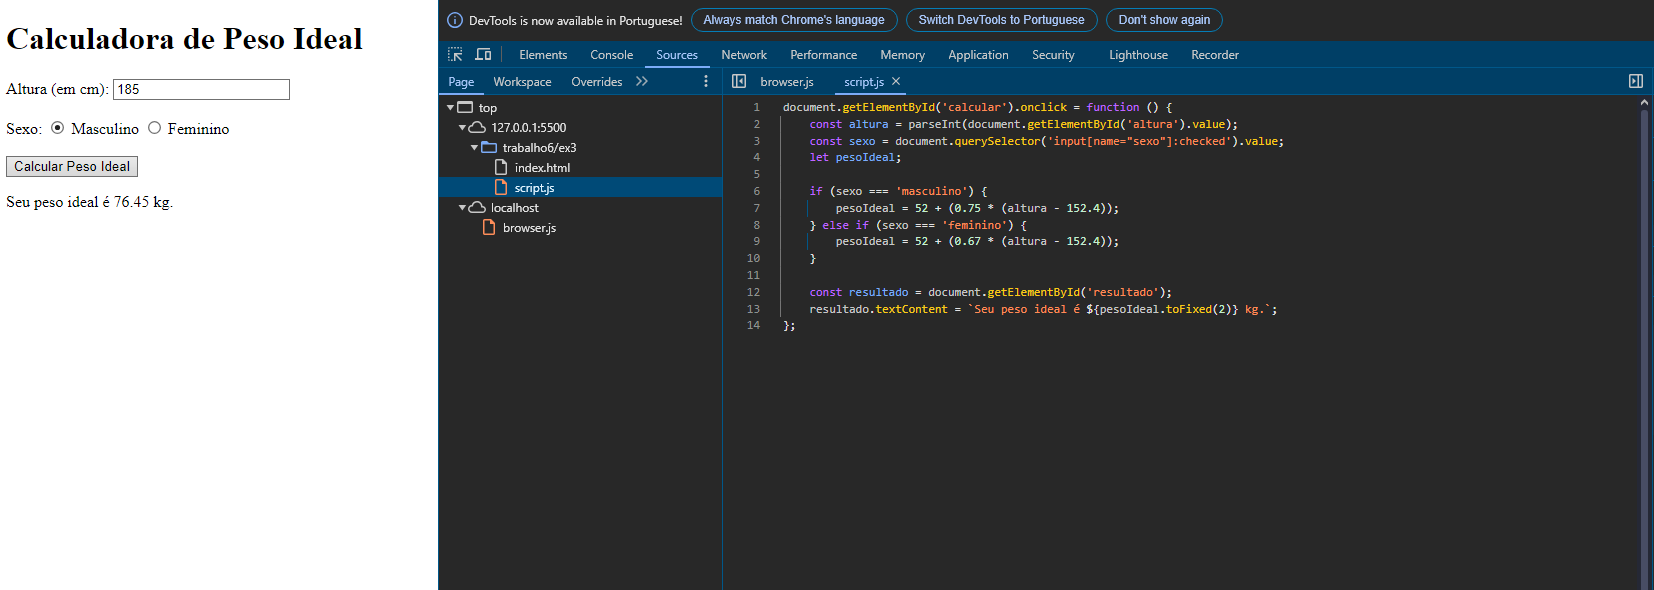 Calculadora de Peso Ideal
Altura (em cm): 185
Sexo: Masculino Feminino
Calcular Peso Ideal
Seu peso ideal é 76.45 kg.
DevTools is now available in Portuguese! Always match Chrome's language Switch DevTools to Portuguese Don't show again
Elements Console Sources Network Performance Memory Application Security Lighthouse Recorder
Page Workspace Overrides
top
127.0.0.1:5500
trabalho6/ex3
index.html
script.js
localhost
browser.js
browser.js script.js
1 document.getElementById('calcular').onclick = function () {
2 const altura = parseInt(document.getElementById('altura').value);
3 const sexo = document.querySelector('input[name="sexo"]:checked').value;
4 let pesoIdeal;
5
6 if (sexo === 'masculino') {
7 pesoIdeal = 52 + (0.75 * (altura - 152.4));
8 } else if (sexo === 'feminino') {
9 pesoIdeal = 52 + (0.67 * (altura - 152.4));
10 }
11
12 const resultado = document.getElementById('resultado');
13 resultado.textContent = `Seu peso ideal é ${pesoIdeal.toFixed(2)} kg.`;
14 };